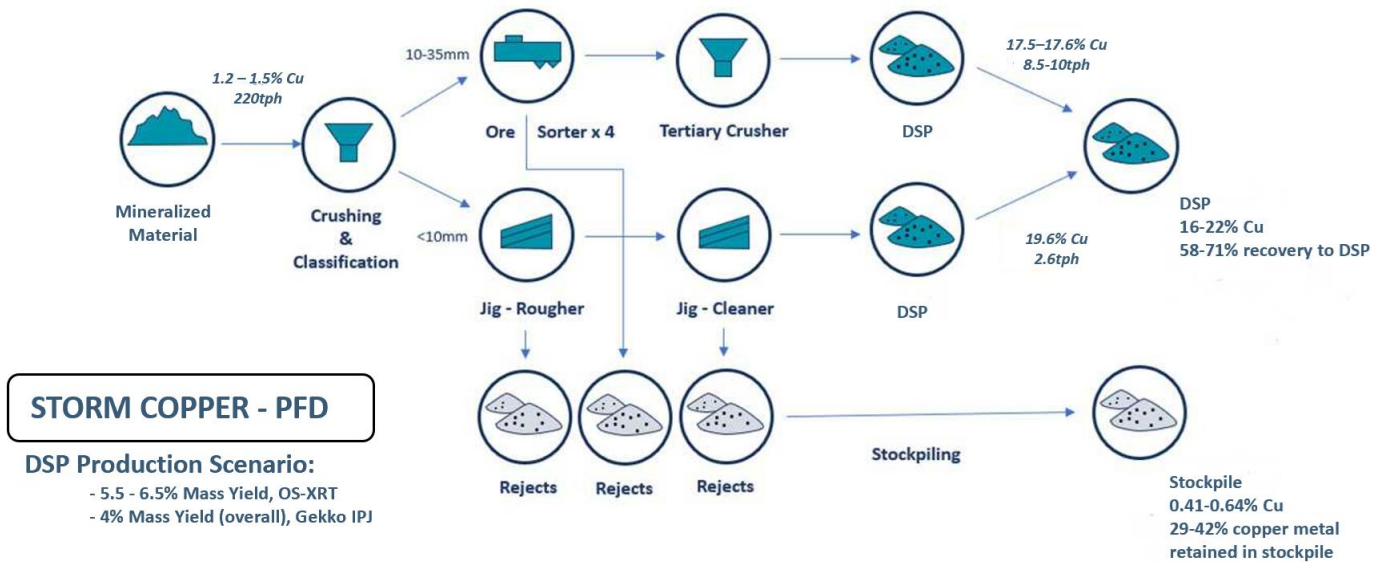 1.2 – 1.5% Cu
220tph
Mineralized
Material
Crushing
&
Classification
10-35mm
<10mm
Ore Sorter x 4
Tertiary Crusher
DSP
17.5–17.6% Cu
8.5-10tph
Jig - Rougher
Jig - Cleaner
DSP
19.6% Cu
2.6tph
DSP
16-22% Cu
58-71% recovery to DSP
Rejects
Rejects
Rejects
Stockpiling
Stockpile
0.41-0.64% Cu
29-42% copper metal
retained in stockpile
STORM COPPER - PFD
DSP Production Scenario:
- 5.5 - 6.5% Mass Yield, OS-XRT
- 4% Mass Yield (overall), Gekko IPJ